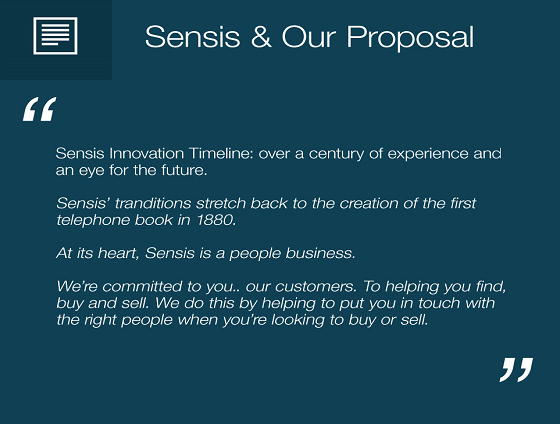 Sensis & Our Proposal
“
Sensis Innovation Timeline: over a century of experience and
an eye for the future.
Sensis’ tranditions stretch back to the creation of the first
telephone book in 1880.
At its heart, Sensis is a people business.
We’re committed to you.. our customers. To helping you find,
buy and sell. We do this by helping to put you in touch with
the right people when you’re looking to buy or sell.
”